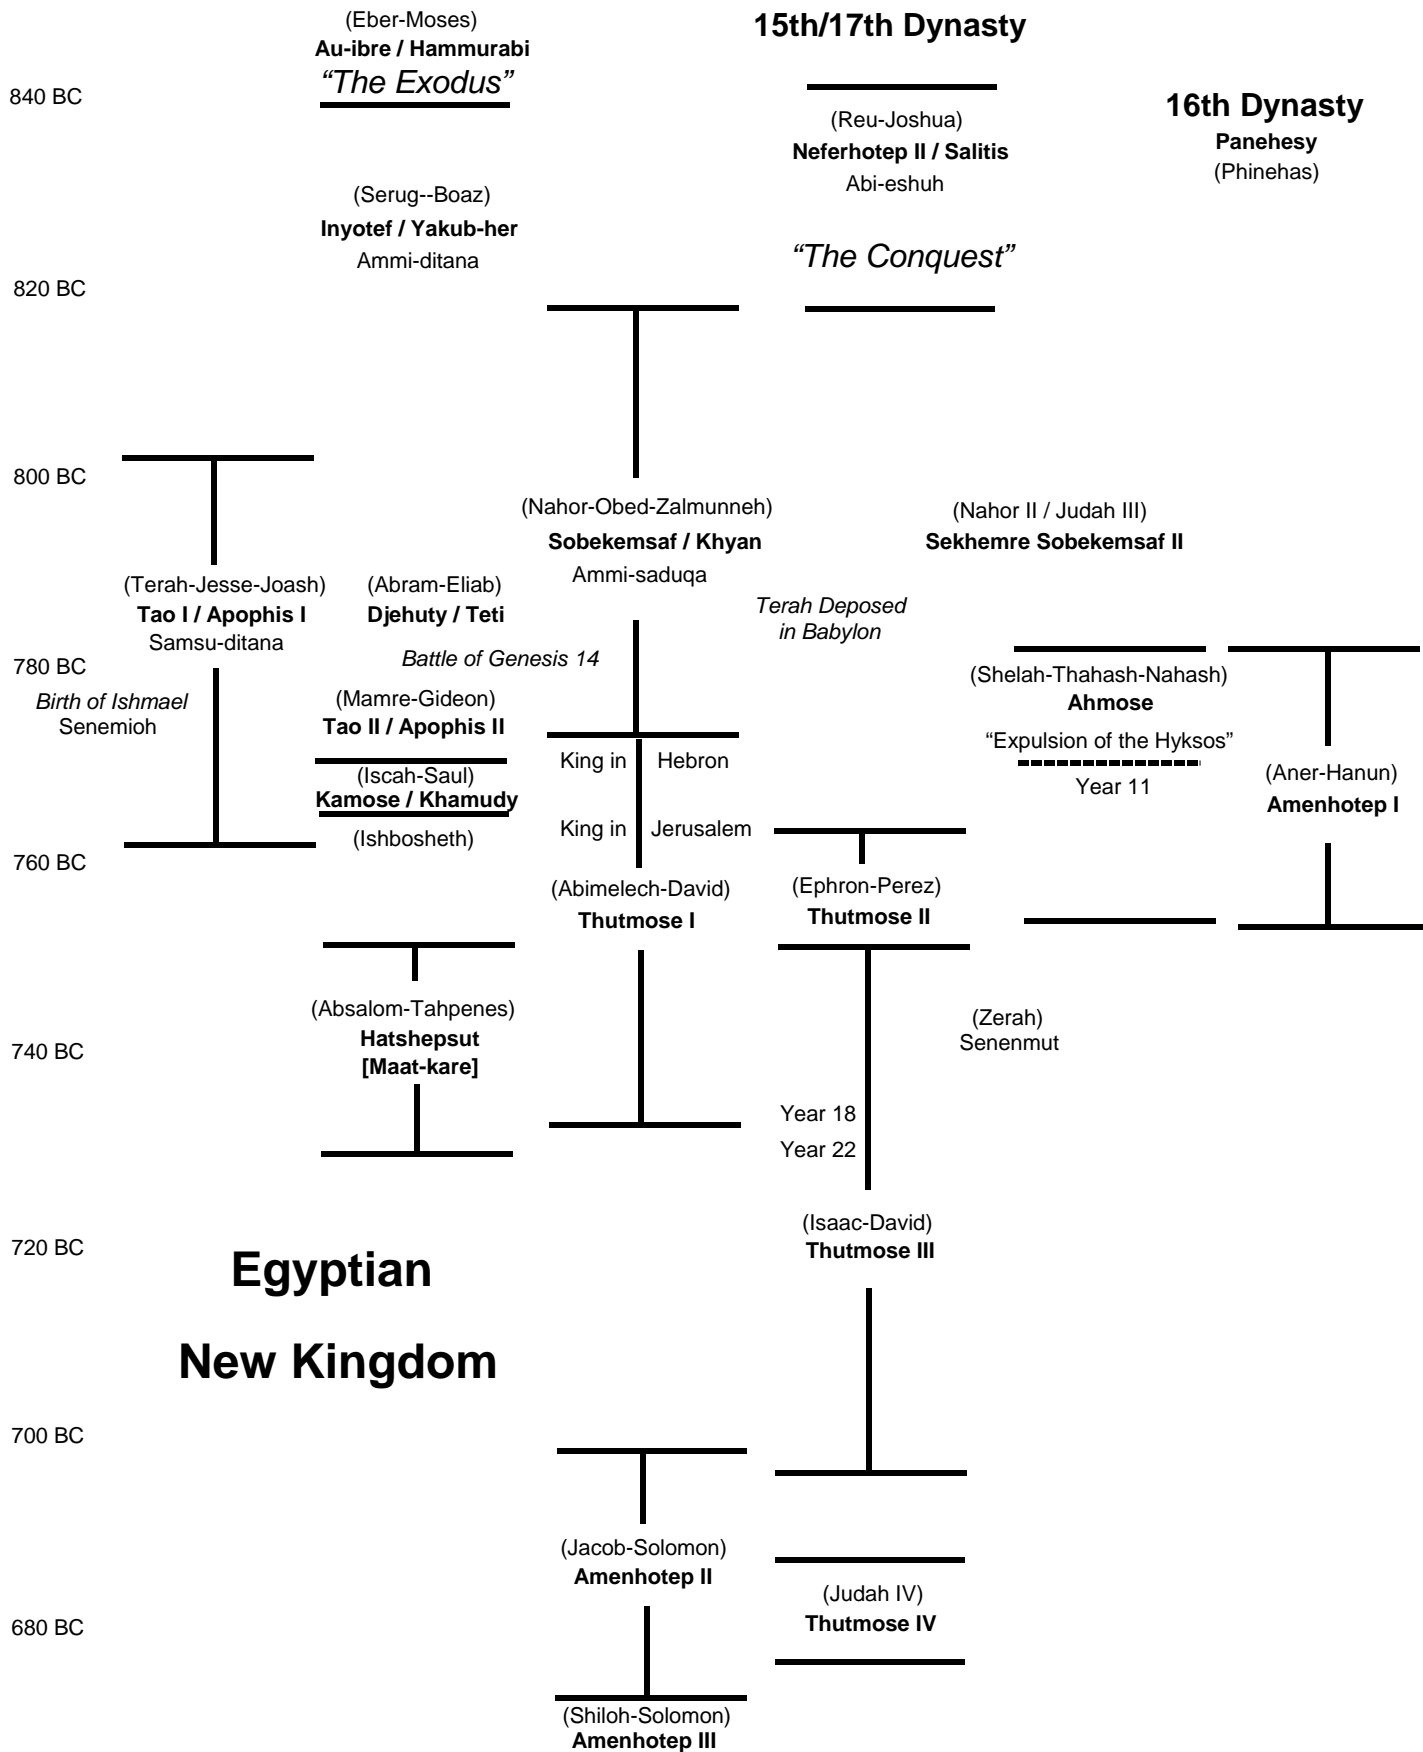 (Eber-Moses)
Au-ibre / Hammurabi
“The Exodus”
15th/17th Dynasty
840 BC
16th Dynasty
Panehesy
(Phinehas)
(Reu-Joshua)
Neferhotep II / Salitis
Abi-eshuh
(Serug--Boaz)
Inyotef / Yakub-her
Ammi-ditana
“The Conquest”
820 BC
800 BC
(Nahor-Obed-Zalmunneh)
Sobekemsaf / Khyan
Ammi-saduqa
(Nahor II / Judah III)
Sekhemre Sobekemsaf II
(Terah-Jesse-Joash)
Tao I / Apophis I
Samsu-ditana
(Abram-Eliab)
Djehuty / Teti
Terah Deposed
in Babylon
Battle of Genesis 14
780 BC
Birth of Ishmael
Senemioh
(Mamre-Gideon)
Tao II / Apophis II
(Shelah-Thahash-Nahash)
Ahmose
“Expulsion of the Hyksos”
Year 11
(Iscah-Saul)
Kamose / Khamudy
(Ishbosheth)
King in Hebron
King in Jerusalem
(Aner-Hanun)
Amenhotep I
760 BC
(Abimelech-David)
Thutmose I
(Ephron-Perez)
Thutmose II
(Absalom-Tahpenes)
Hatshepsut
[Maat-kare]
(Zerah)
Senenmut
740 BC
Year 18
Year 22
(Isaac-David)
Thutmose III
720 BC
Egyptian
New Kingdom
700 BC
(Jacob-Solomon)
Amenhotep II
(Judah IV)
Thutmose IV
680 BC
(Shiloh-Solomon)
Amenhotep III